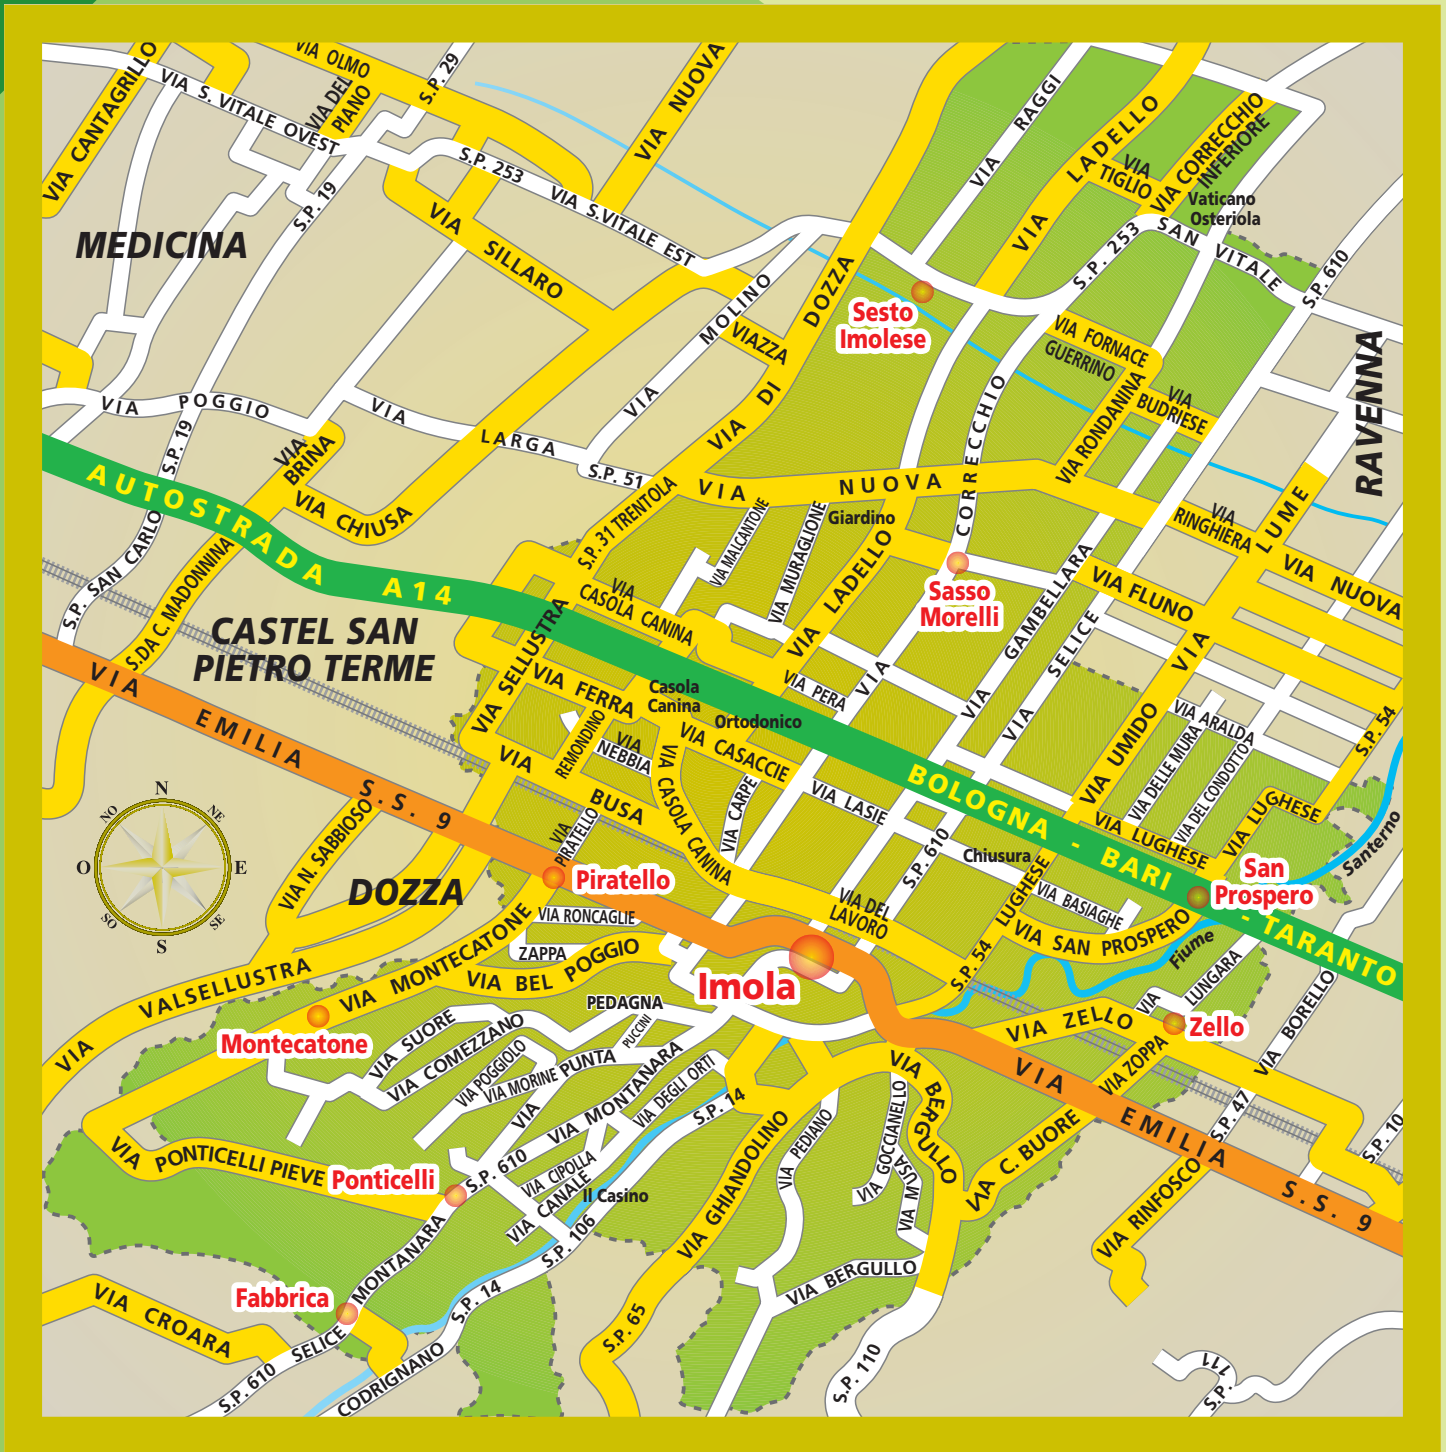 VIA CANTAGRILLO
VIA OLMO
VIA DEL
PIANO
S.P. 29
VIA S. VITALE OVEST
VIA NUOVA
S.P. 253
VIA S.VITALE EST
S.P. 19
MEDICINA
VIA SILLARO
VIA RAGGI
VIA LADELLO
VIA
TIGLIO
VIA CORRECCHIO
INFERIORE
Vaticano
Osteriola
S.P. 253
SAN VITALE
S.P. 610
VIA DI DOZZA
Sesto
Imolese
VIA MOLINO
VIAZZA
VIA FORNACE
GUERRINO
VIA RONDANINA
VIA
BUDRIESE
RAVENNA
VIA POGGIO
VIA LARGA
S.P. 51
S.P. 19
VIA
BRINA
VIA CHIUSA
AUTOSTRADA A14
S.P. 31 TRENTOLA
VIA NUOVA
VIA CORRECCHIO
VIA MALCANTONE
VIA MURAGLIONE
Giardino
VIA LADELLO
VIA
RINGHIERA
VIA UMIDO
VIA LUME
VIA NUOVA
VIA FLUNO
Sasso
Morelli
VIA GAMBELLARA
VIA SELICE
S.P. SAN CARLO
S.DA C. MADONNINA
CASTEL SAN
PIETRO TERME
VIA
CASOLA CANINA
VIA SELLUSTRA
VIA FERRA
Casola
Canina
Ortodonico
VIA PERA
VIA EMILIA S.S. 9
VIA BUSA
REMONDINO
VIA
NEBBIA
VIA CASACCIE
VIA CASOLA CANINA
VIA CARPE
VIA LASIE
BOLOGNA - BARI - TARANTO
VIA ARALDA
VIA DELLE MURA
VIA DEL CONDOTTO
S.P. 54
VIA LUGHESE
VIA LUGHESE
Santerno
N
NE
E
SE
S
SO
O
NO
VIA N. SABBIOSO
DOZZA
VIA
PIRATELLO
Piratello
S.P. 610
Chiusura
VIA BASIAGHE
LUGHESE
San
Prospero
VIA SAN PROSPERO
VIA DEL
LAVORO
VIA RONCAGLIE
ZAPPA
VIA BEL POGGIO
VIA MONTECATONE
VIA VALSELLUSTRA
Imola
S.P. 54
Fiume
VIA LUNGARA
Zello
VIA ZELLO
VIA ZOPPA
VIA BORELLO
Montecatone
PEDAGNA
PUCCINI
VIA SUORE
VIA COMEZZANO
VIA POGGIOLO
VIA MORINE
VIA PUNTA
VIA MONTANARA
VIA DEGLI ORTI
S.P. 14
VIA EMILIA S.S. 9
S.P. 47
S.P. 10
VIA PONTICELLI PIEVE
Ponticelli
S.P. 610
VIA CIPOLLA
VIA CANALE
Il Casino
VIA GHIANDOLINO
VIA PEDIANO
VIA GOCCIANELLO
VIA BERGULLO
VIA M'USA
VIA C. BUORE
VIA RINFOSCO
MONTANARA
S.P. 106
S.P. 14
VIA BERGULLO
Fabbrica
VIA CROARA
S.P. 610 SELICE
CODRIGNANO
S.P. 65
S.P. 110
S.P. 111